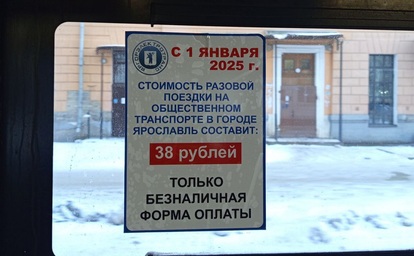 С 1 ЯНВАРЯ
2025 г.
СТОИМОСТЬ РАЗОВОЙ
ПОЕЗДКИ НА
ОБЩЕСТВЕННОМ
ТРАНСПОРТЕ В ГОРОДЕ
ЯРОСЛАВЛЬ СОСТАВИТ:
38 рублей
ТОЛЬКО
БЕЗНАЛИЧНАЯ
ФОРМА ОПЛАТЫ